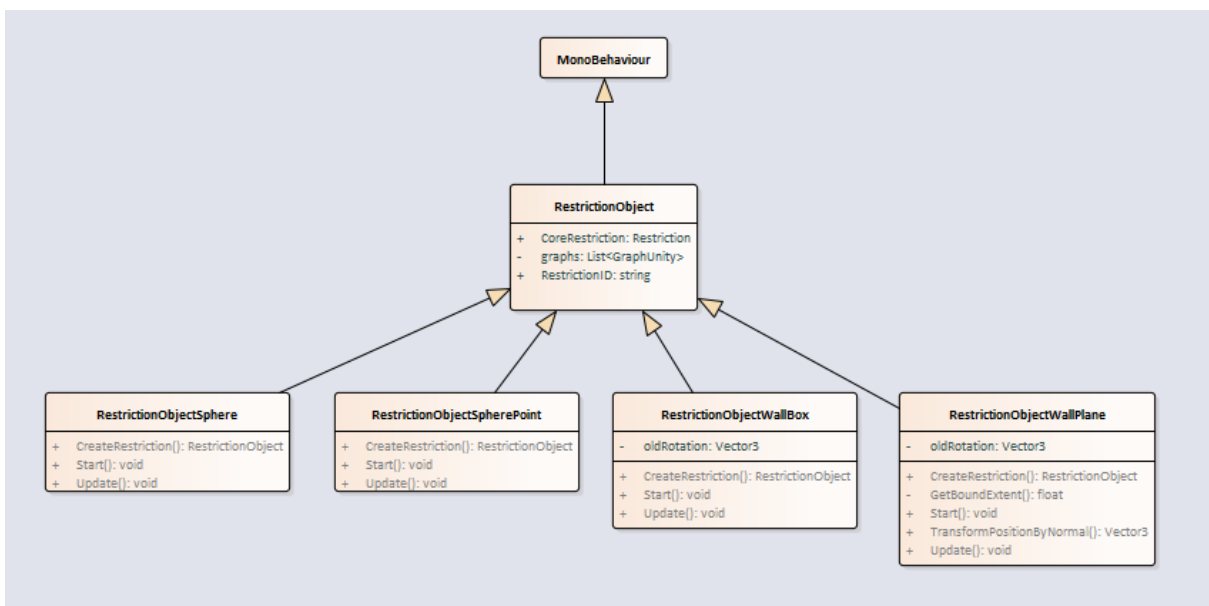 MonoBehaviour
RestrictionObject
+ CoreRestriction: Restriction
- graphs: List<GraphUnity>
+ RestrictionID: string
RestrictionObjectSphere
+ CreateRestriction(): RestrictionObject
+ Start(): void
+ Update(): void
RestrictionObjectSpherePoint
+ CreateRestriction(): RestrictionObject
+ Start(): void
+ Update(): void
RestrictionObjectWallBox
- oldRotation: Vector3
+ CreateRestriction(): RestrictionObject
+ Start(): void
+ Update(): void
RestrictionObjectWallPlane
- oldRotation: Vector3
+ CreateRestriction(): RestrictionObject
- GetBoundExtent(): float
+ Start(): void
+ TransformPositionByNormal(): Vector3
+ Update(): void